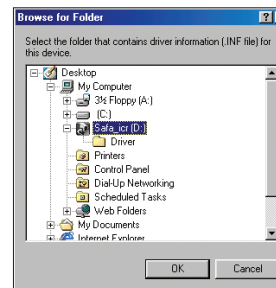 Browse for Folder
Select the folder that contains driver information (.INF file) for
this device.
Desktop
My Computer
3½ Floppy (A:)
(C:)
Safa_icr (D:)
Driver
Printers
Control Panel
Dial-Up Networking
Scheduled Tasks
Web Folders
My Documents
Internet Explorer
OK
Cancel